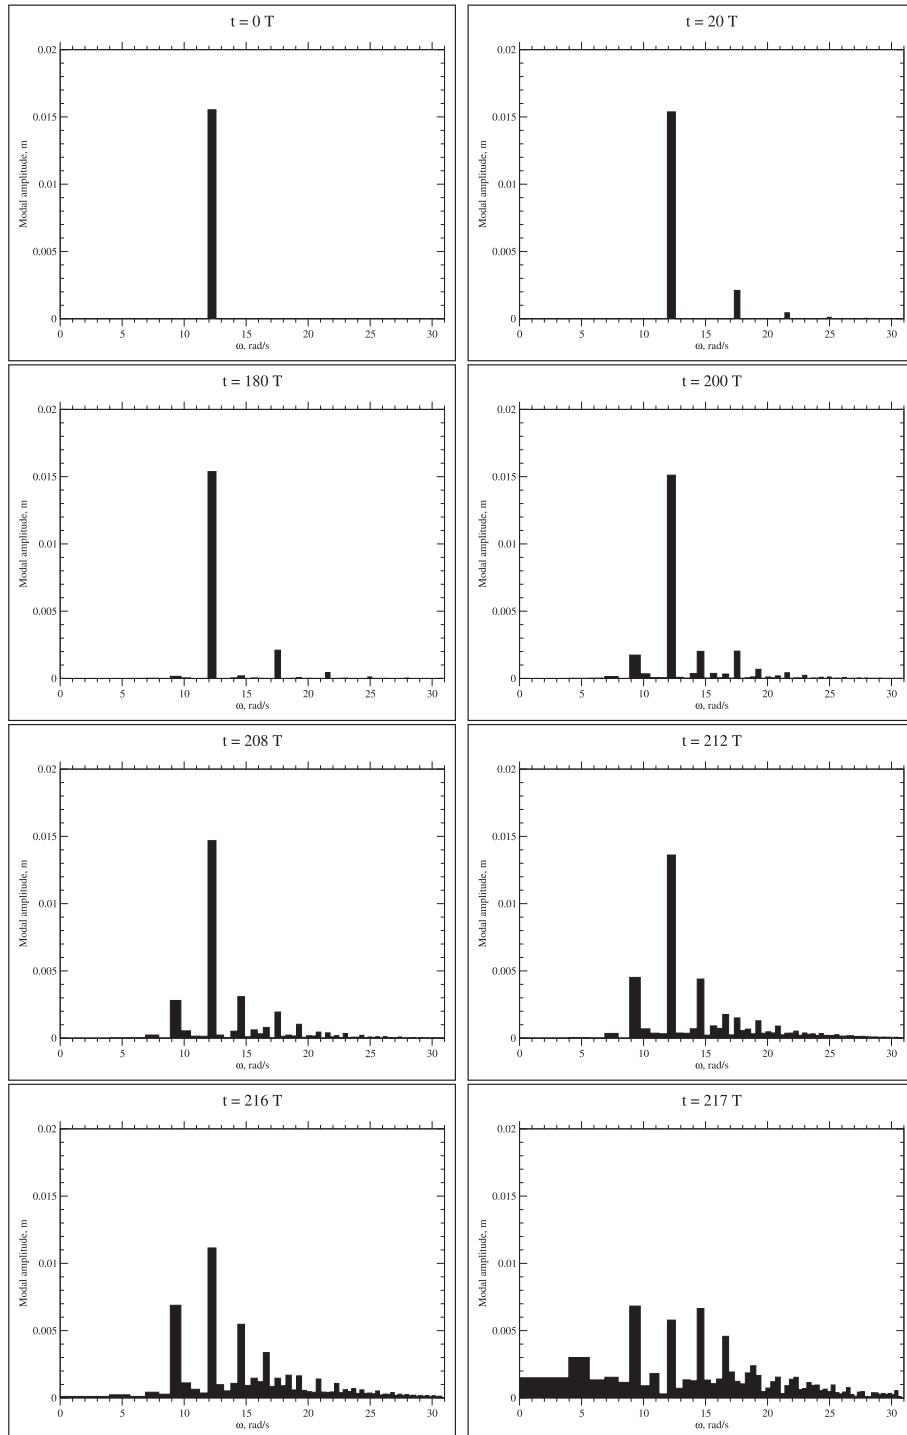 t = 0 T
0.02
0.015
0.01
0.005
0
Modal amplitude, m
0 5 10 15 20 25 30
ω, rad/s
t = 20 T
0.02
0.015
0.01
0.005
0
Modal amplitude, m
0 5 10 15 20 25 30
ω, rad/s
t = 180 T
0.02
0.015
0.01
0.005
0
Modal amplitude, m
0 5 10 15 20 25 30
ω, rad/s
t = 200 T
0.02
0.015
0.01
0.005
0
Modal amplitude, m
0 5 10 15 20 25 30
ω, rad/s
t = 208 T
0.02
0.015
0.01
0.005
0
Modal amplitude, m
0 5 10 15 20 25 30
ω, rad/s
t = 212 T
0.02
0.015
0.01
0.005
0
Modal amplitude, m
0 5 10 15 20 25 30
ω, rad/s
t = 216 T
0.02
0.015
0.01
0.005
0
Modal amplitude, m
0 5 10 15 20 25 30
ω, rad/s
t = 217 T
0.02
0.015
0.01
0.005
0
Modal amplitude, m
0 5 10 15 20 25 30
ω, rad/s